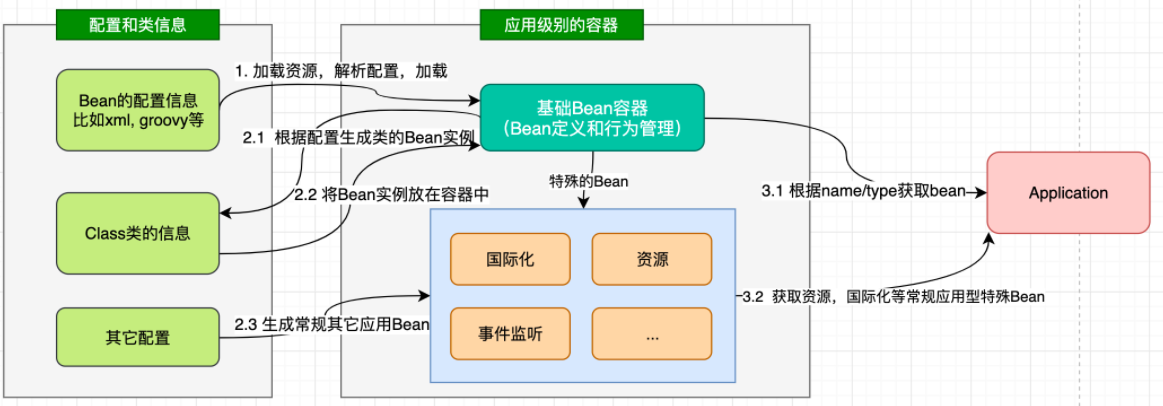 配置和类信息
应用级别的容器
Bean的配置信息
比如xml, groovy等
1. 加载资源，解析配置，加载
基础Bean容器
（Bean定义和行为管理）
2.1 根据配置生成类的Bean实例
特殊的Bean
2.2 将Bean实例放在容器中
3.1 根据name/type获取bean
Application
Class类的信息
国际化
资源
3.2 获取资源，国际化等常规应用型特殊Bean
2.3 生成常规其它应用Bean
其它配置
事件监听
...